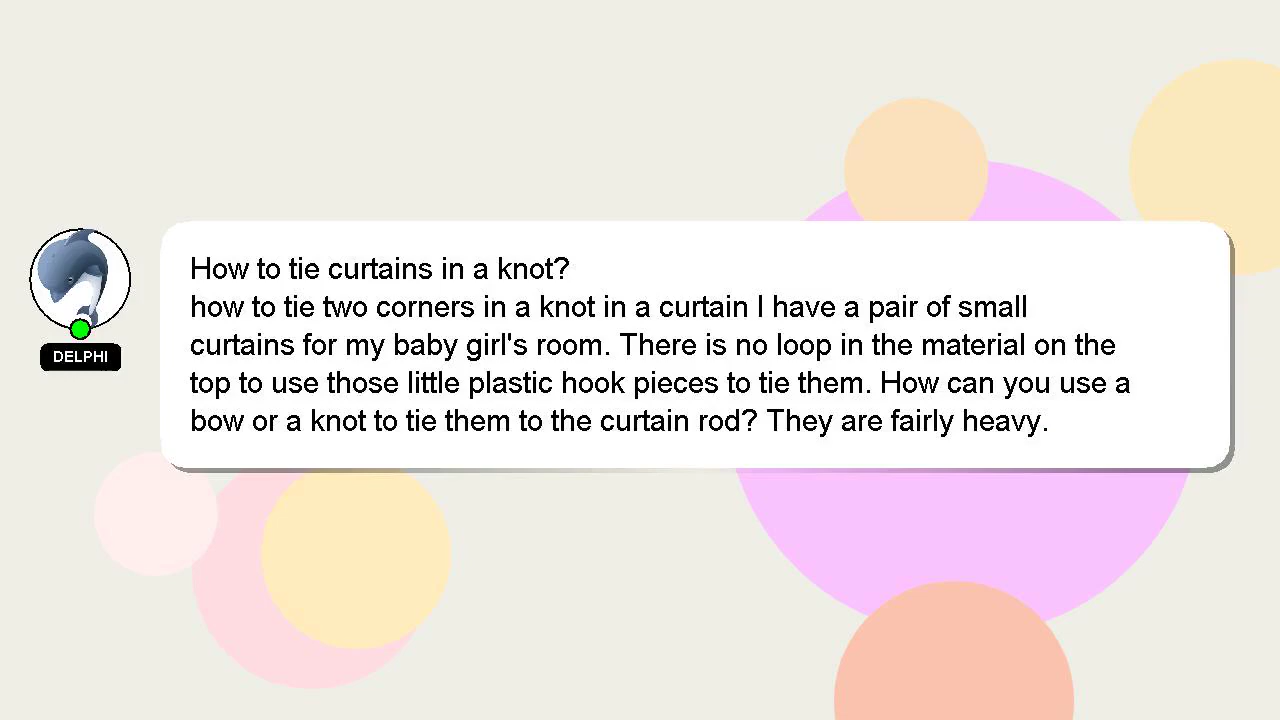 How to tie curtains in a knot?
how to tie two corners in a knot in a curtain I have a pair of small
curtains for my baby girl's room. There is no loop in the material on the
top to use those little plastic hook pieces to tie them. How can you use a
bow or a knot to tie them to the curtain rod? They are fairly heavy.
DELPHI